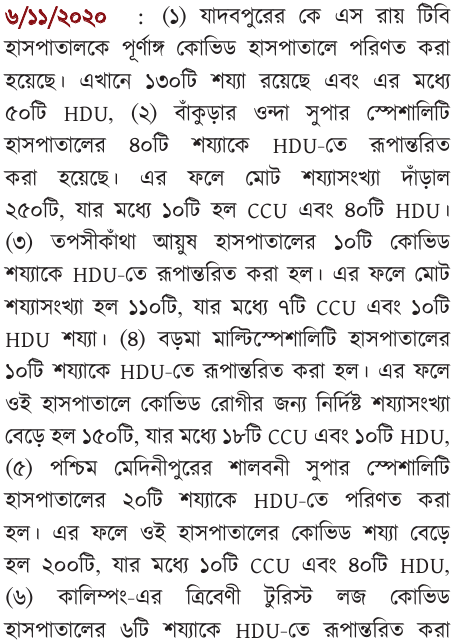 ৬/১১/২০২০ : (১) যাদবপুরের কে এস রায় টিবি
হাসপাতালকে পূর্ণাঙ্গ কোভিড হাসপাতালে পরিণত করা
হয়েছে। এখানে ১৩০টি শয্যা রয়েছে এবং এর মধ্যে
৫০টি HDU, (২) বাঁকুড়ার ওন্দা সুপার স্পেশালিটি
হাসপাতালের ৪০টি শয্যাকে HDU-তে রূপান্তরিত
করা হয়েছে। এর ফলে মোট শয্যাসংখ্যা দাঁড়াল
২৫০টি, যার মধ্যে ১০টি হল CCU এবং ৪০টি HDU।
(৩) তপসীকাঁথা আয়ুষ হাসপাতালের ১০টি কোভিড
শয্যাকে HDU-তে রূপান্তরিত করা হল। এর ফলে মোট
শয্যাসংখ্যা হল ১১০টি, যার মধ্যে ৭টি CCU এবং ১০টি
HDU শয্যা। (৪) বড়মা মাল্টিস্পেশালিটি হাসপাতালের
১০টি শয্যাকে HDU-তে রূপান্তরিত করা হল। এর ফলে
ওই হাসপাতালে কোভিড রোগীর জন্য নির্দিষ্ট শয্যাসংখ্যা
বেড়ে হল ১৫০টি, যার মধ্যে ১৮টি CCU এবং ১০টি HDU,
(৫) পশ্চিম মেদিনীপুরের শালবনী সুপার স্পেশালিটি
হাসপাতালের ২০টি শয্যাকে HDU-তে পরিণত করা
হল। এর ফলে ওই হাসপাতালের কোভিড শয্যা বেড়ে
হল ২০০টি, যার মধ্যে ১০টি CCU এবং ৪০টি HDU,
(৬) কালিম্পং-এর ত্রিবেণী টুরিস্ট লজ কোভিড
হাসপাতালের ৬টি শয্যাকে HDU-তে রূপান্তরিত করা